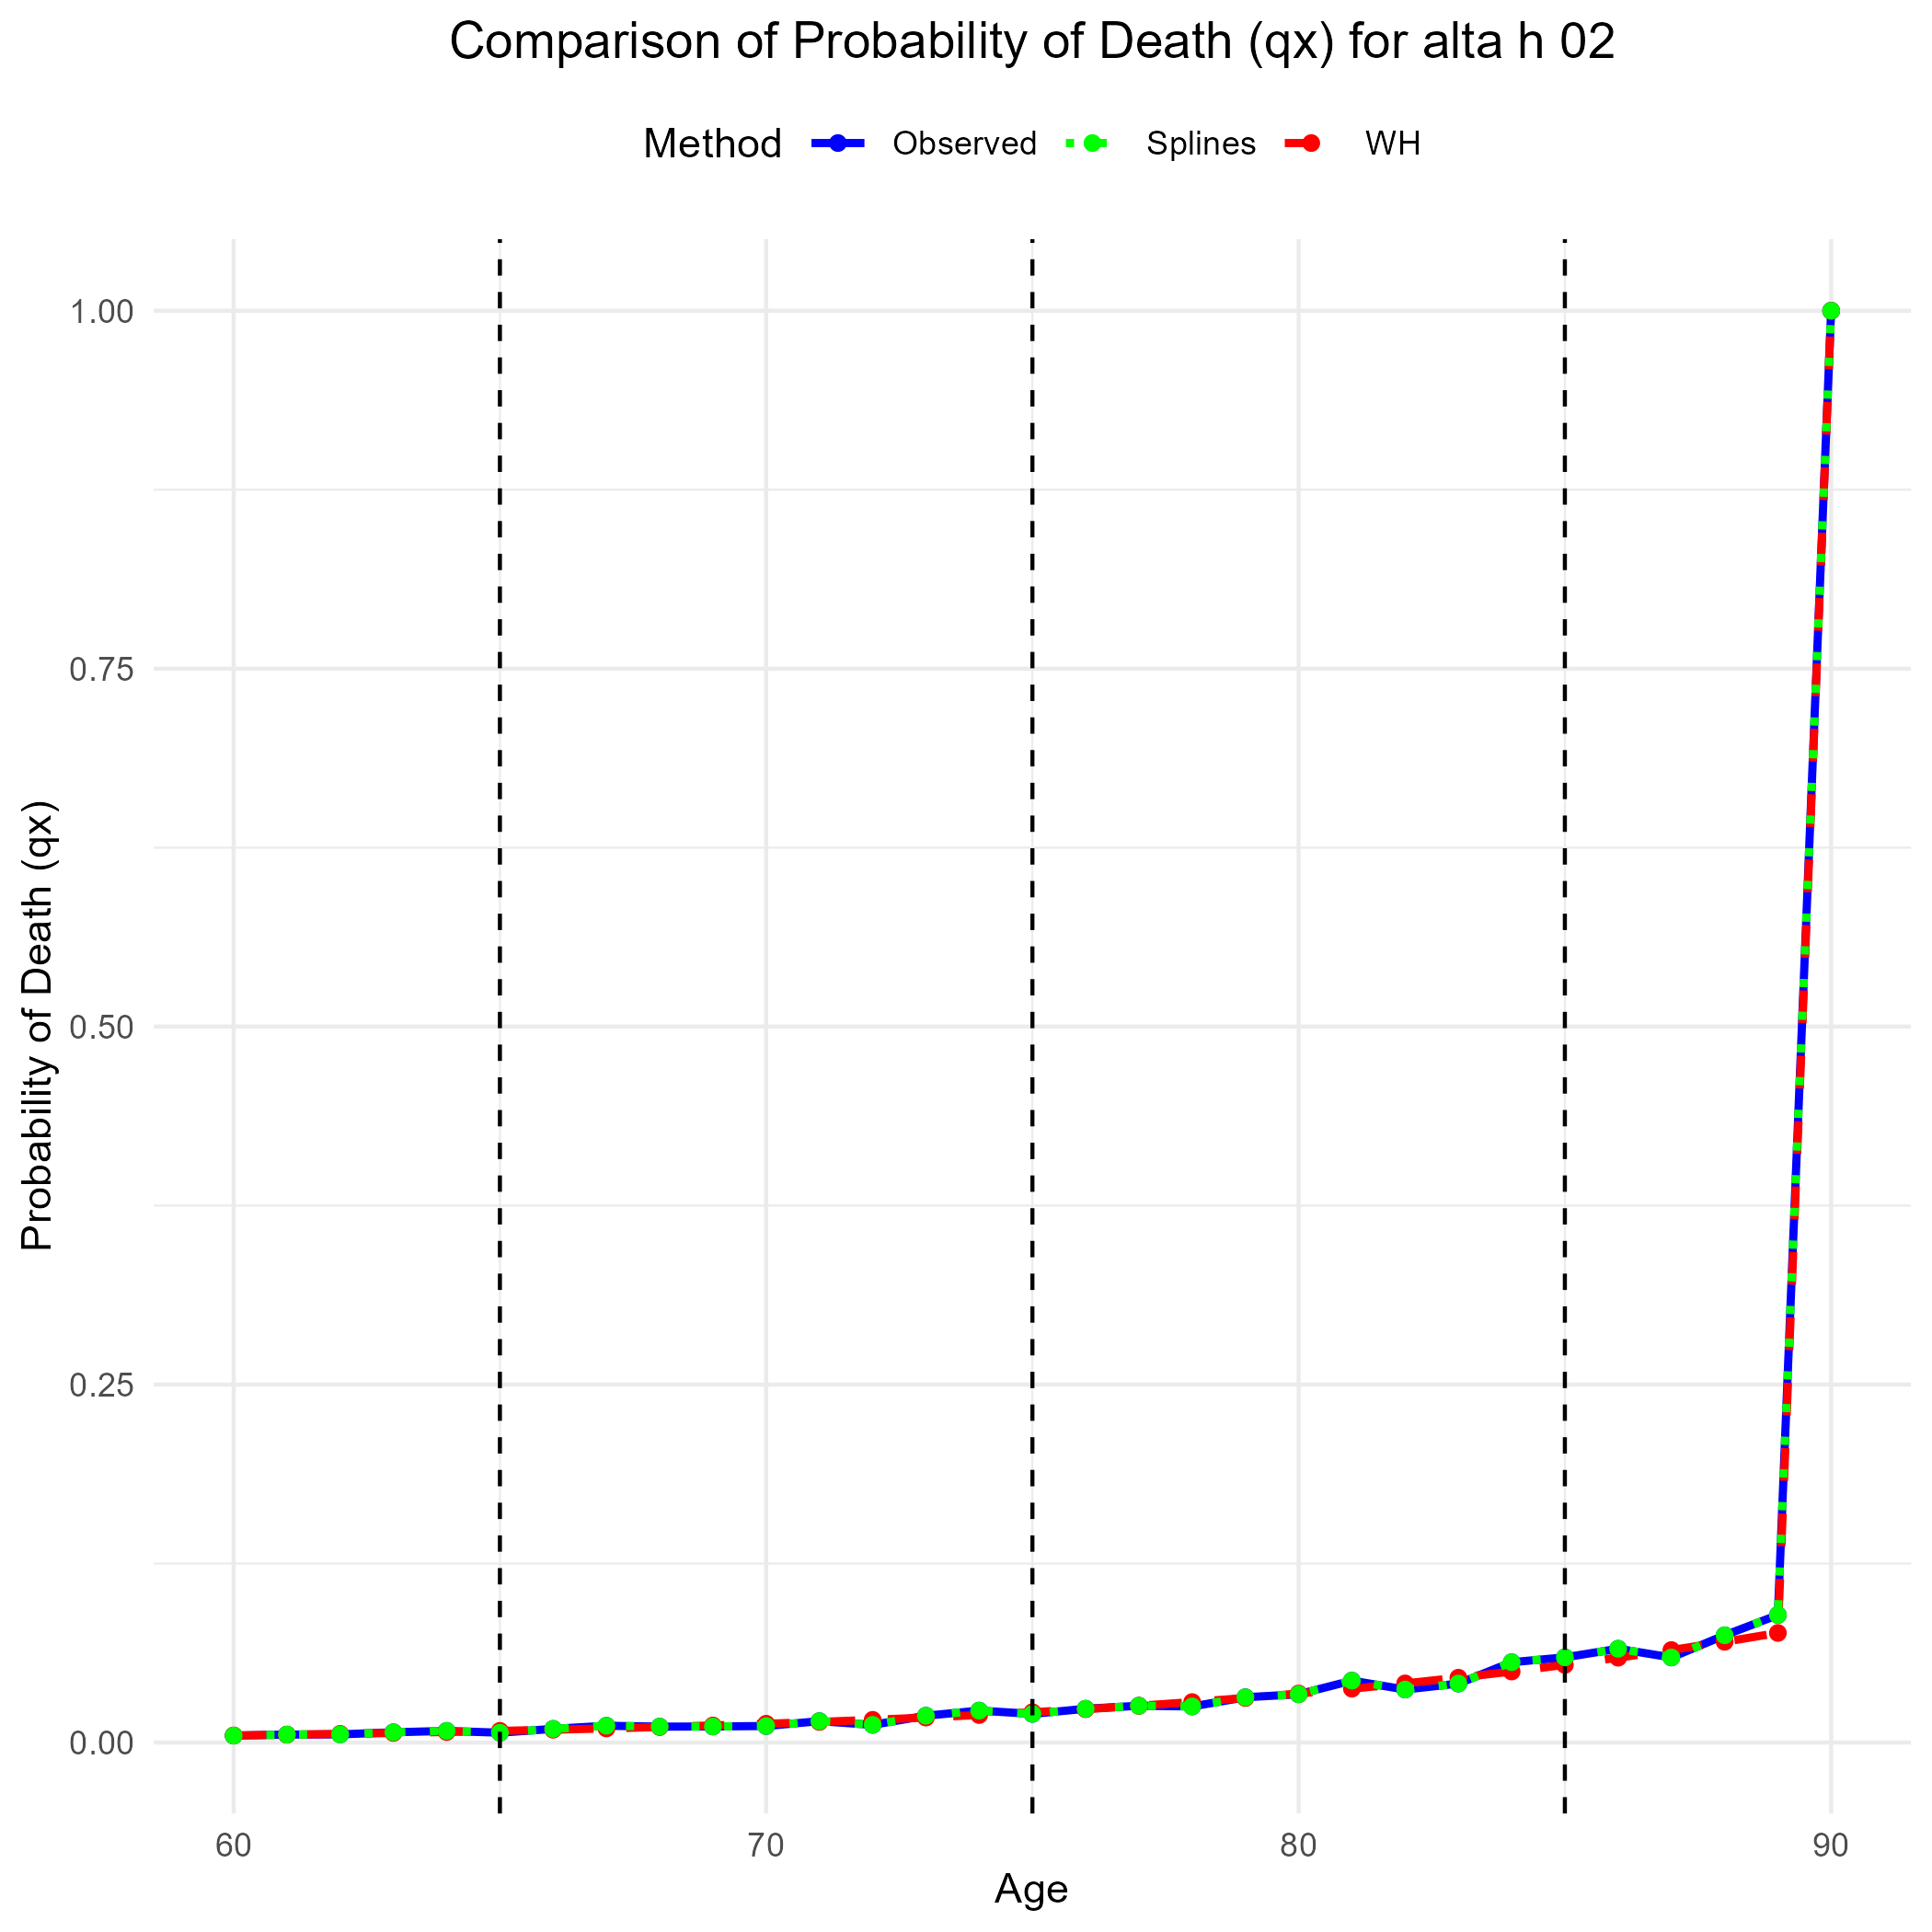 Comparison of Probability of Death (qx) for alta h 02
Method Observed Splines WH
Probability of Death (qx)
1.00
0.75
0.50
0.25
0.00
60 70 80 90
Age